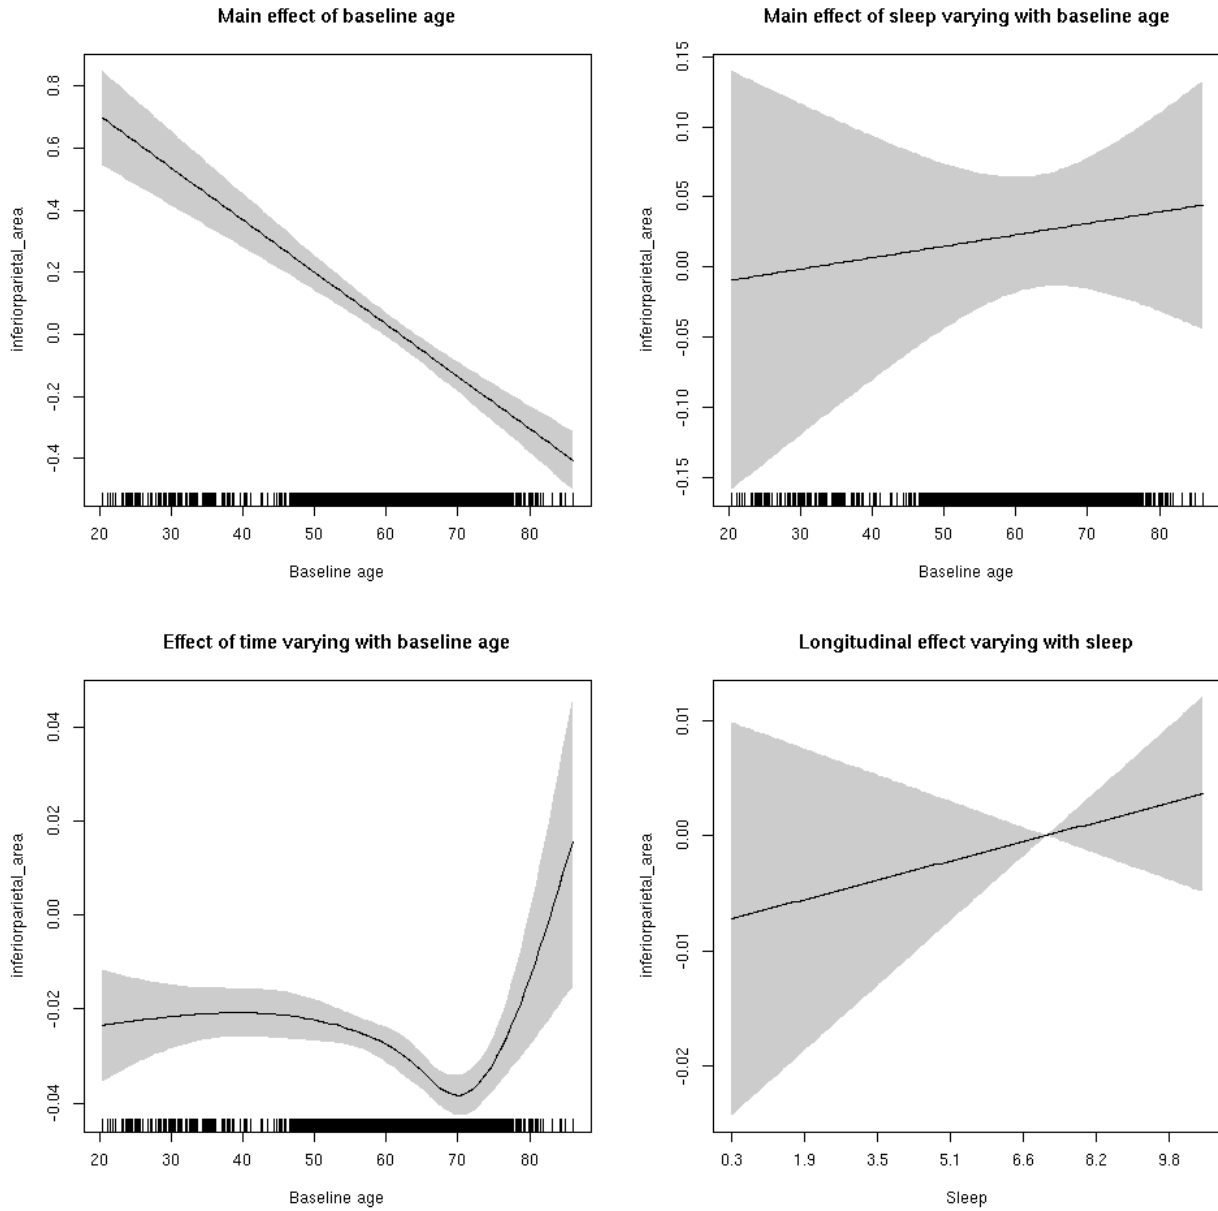 Main effect of baseline age
inferiorparietal_area
0.8
0.6
0.4
0.2
0.0
-0.2
-0.4
20 30 40 50 60 70 80
Baseline age
Main effect of sleep varying with baseline age
inferiorparietal_area
0.15
0.10
0.05
0.00
-0.05
-0.10
-0.15
20 30 40 50 60 70 80
Baseline age
Effect of time varying with baseline age
inferiorparietal_area
0.04
0.02
0.00
-0.02
-0.04
20 30 40 50 60 70 80
Baseline age
Longitudinal effect varying with sleep
inferiorparietal_area
0.01
0.00
-0.01
-0.02
0.3 1.9 3.5 5.1 6.6 8.2 9.8
Sleep